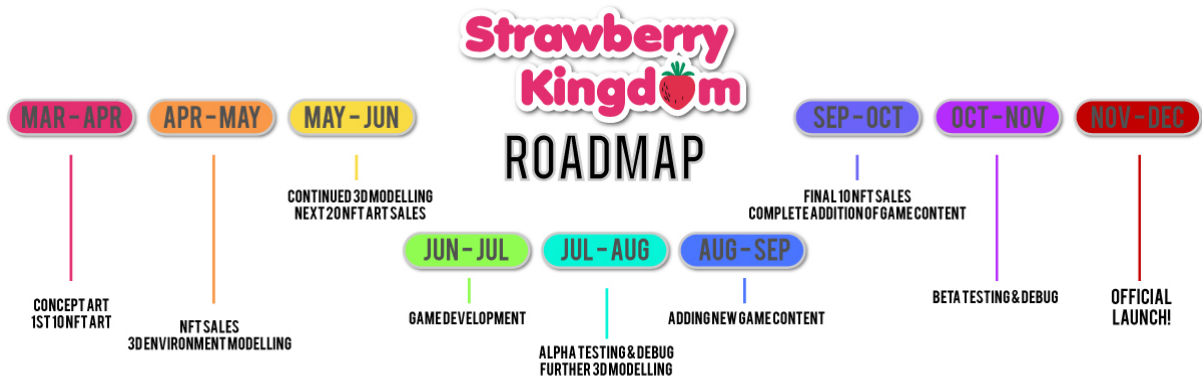 Strawberry
Kingdom
ROADMAP
MAR - APR
CONCEPT ART
1ST 10 NFT ART
APR - MAY
NFT SALES
3D ENVIRONMENT MODELLING
MAY - JUN
CONTINUED 3D MODELLING
NEXT 20 NFT ART SALES
JUN - JUL
GAME DEVELOPMENT
JUL - AUG
ALPHA TESTING & DEBUG
FURTHER 3D MODELLING
AUG - SEP
ADDING NEW GAME CONTENT
SEP - OCT
FINAL 10 NFT SALES
COMPLETE ADDITION OF GAME CONTENT
OCT - NOV
BETA TESTING & DEBUG
NOV - DEC
OFFICIAL
LAUNCH!